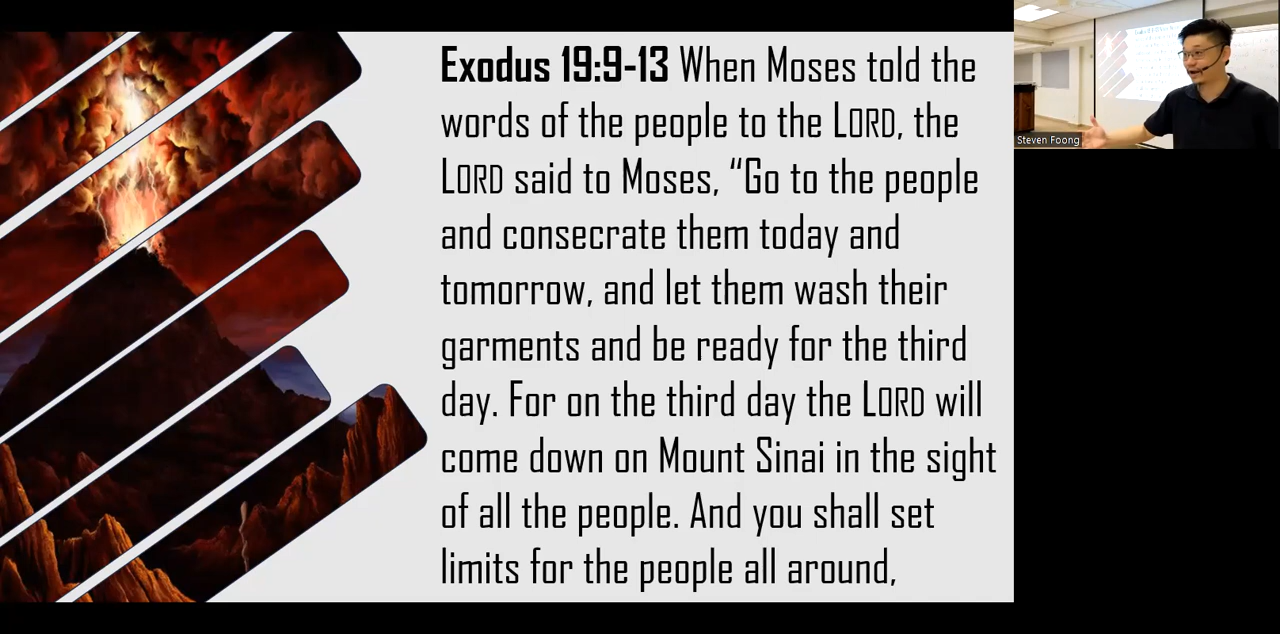 Exodus 19:9-13 When Moses told the
words of the people to the LORD, the
LORD said to Moses, “Go to the people
and consecrate them today and
tomorrow, and let them wash their
garments and be ready for the third
day. For on the third day the LORD will
come down on Mount Sinai in the sight
of all the people. And you shall set
limits for the people all around,
Steven Foong